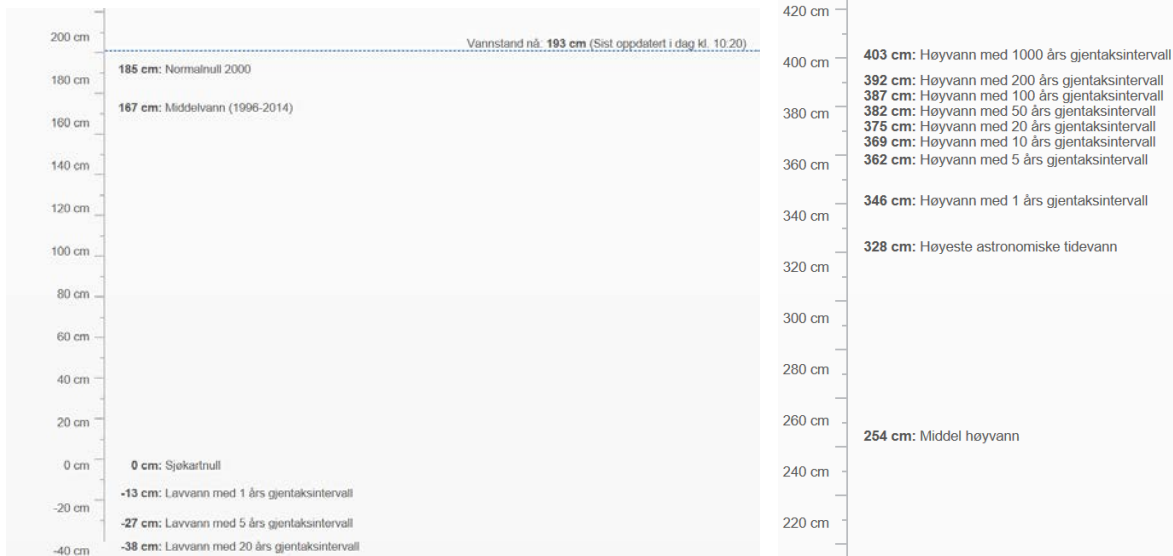 200 cm
Vannstand nå: 193 cm (Sist oppdatert i dag kl. 10:20)
185 cm: Normalnull 2000
180 cm
167 cm: Middelvann (1996-2014)
160 cm
140 cm
120 cm
100 cm
80 cm
60 cm
40 cm
20 cm
0 cm
0 cm: Sjøkartnull
-13 cm: Lavvann med 1 års gjentaksintervall
-20 cm
-27 cm: Lavvann med 5 års gjentaksintervall
-38 cm: Lavvann med 20 års gjentaksintervall
-40 cm
420 cm
403 cm: Høyvann med 1000 års gjentaksintervall
400 cm
392 cm: Høyvann med 200 års gjentaksintervall
387 cm: Høyvann med 100 års gjentaksintervall
382 cm: Høyvann med 50 års gjentaksintervall
380 cm
375 cm: Høyvann med 20 års gjentaksintervall
369 cm: Høyvann med 10 års gjentaksintervall
362 cm: Høyvann med 5 års gjentaksintervall
360 cm
346 cm: Høyvann med 1 års gjentaksintervall
340 cm
328 cm: Høyeste astronomiske tidevann
320 cm
300 cm
280 cm
260 cm
254 cm: Middel høyvann
240 cm
220 cm